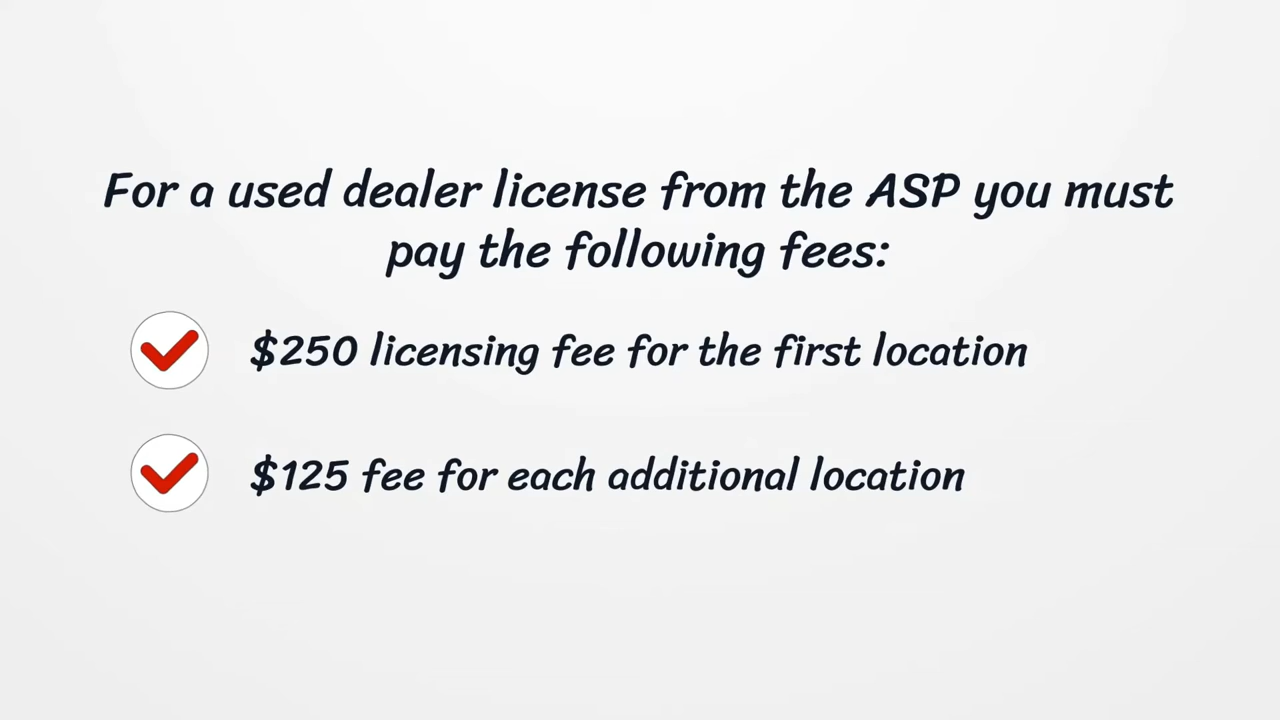 For a used dealer license from the ASP you must
pay the following fees:
$250 licensing fee for the first location
$125 fee for each additional location